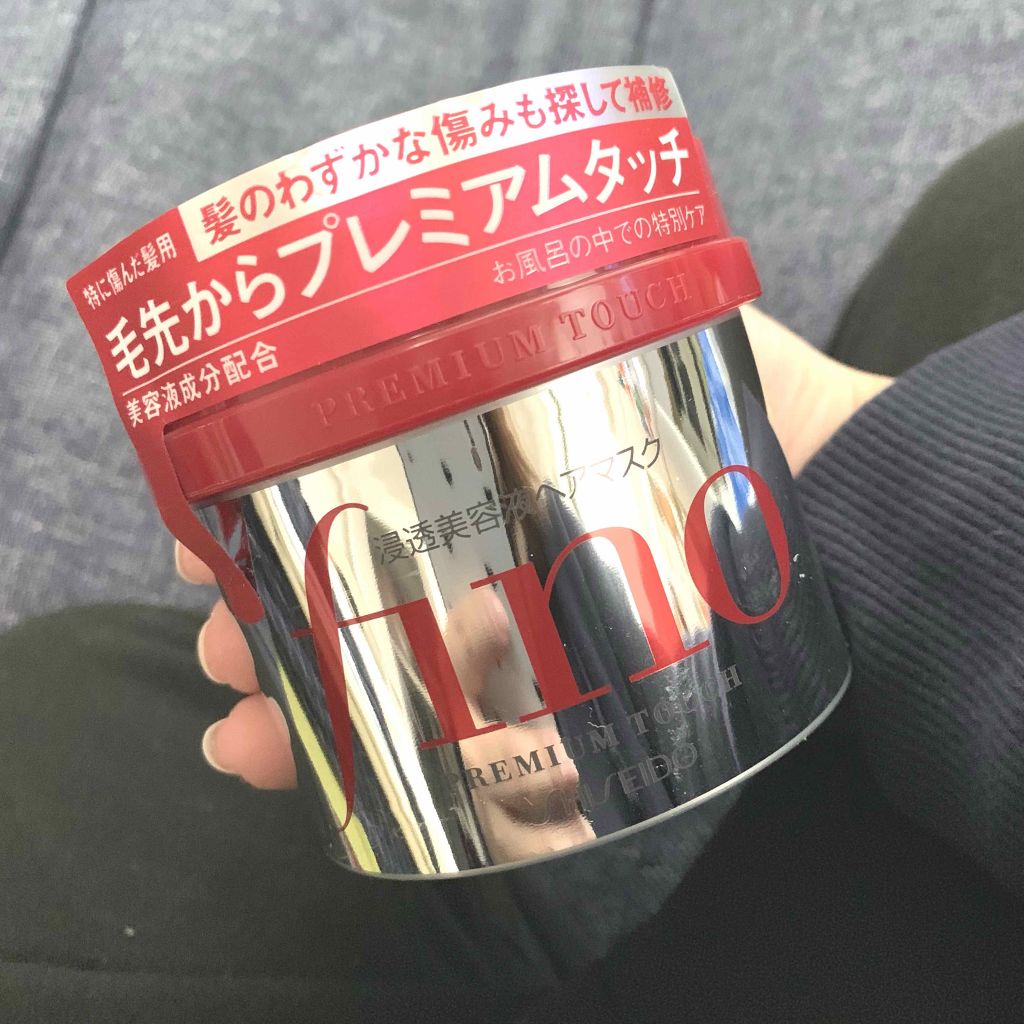 髪のわずかな傷みも探して補修
特に傷んだ髪用
毛先からプレミアムタッチ
美容液成分配合
お風呂の中での特別ケア
PREMIUM TOUCH
浸透美容液ヘアマスク
fino
PREMIUM TOUCH
SHISEIDO